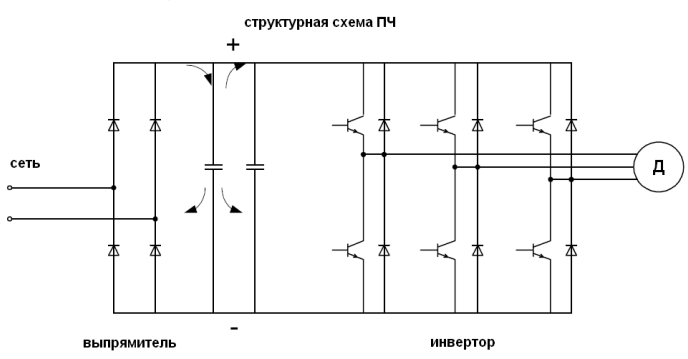 структурная схема ПЧ
+
сеть
Д
-
выпрямитель
инвертор